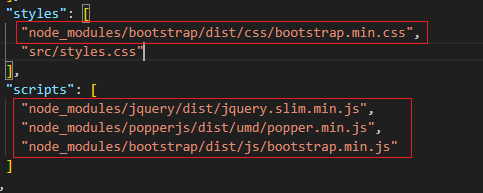 "styles": [
"node_modules/bootstrap/dist/css/bootstrap.min.css",
"src/styles.css"
],
"scripts": [
"node_modules/jquery/dist/jquery.slim.min.js",
"node_modules/popperjs/dist/umd/popper.min.js",
"node_modules/bootstrap/dist/js/bootstrap.min.js"
]